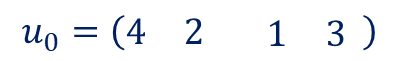 u₀ = (4 2 1 3 )